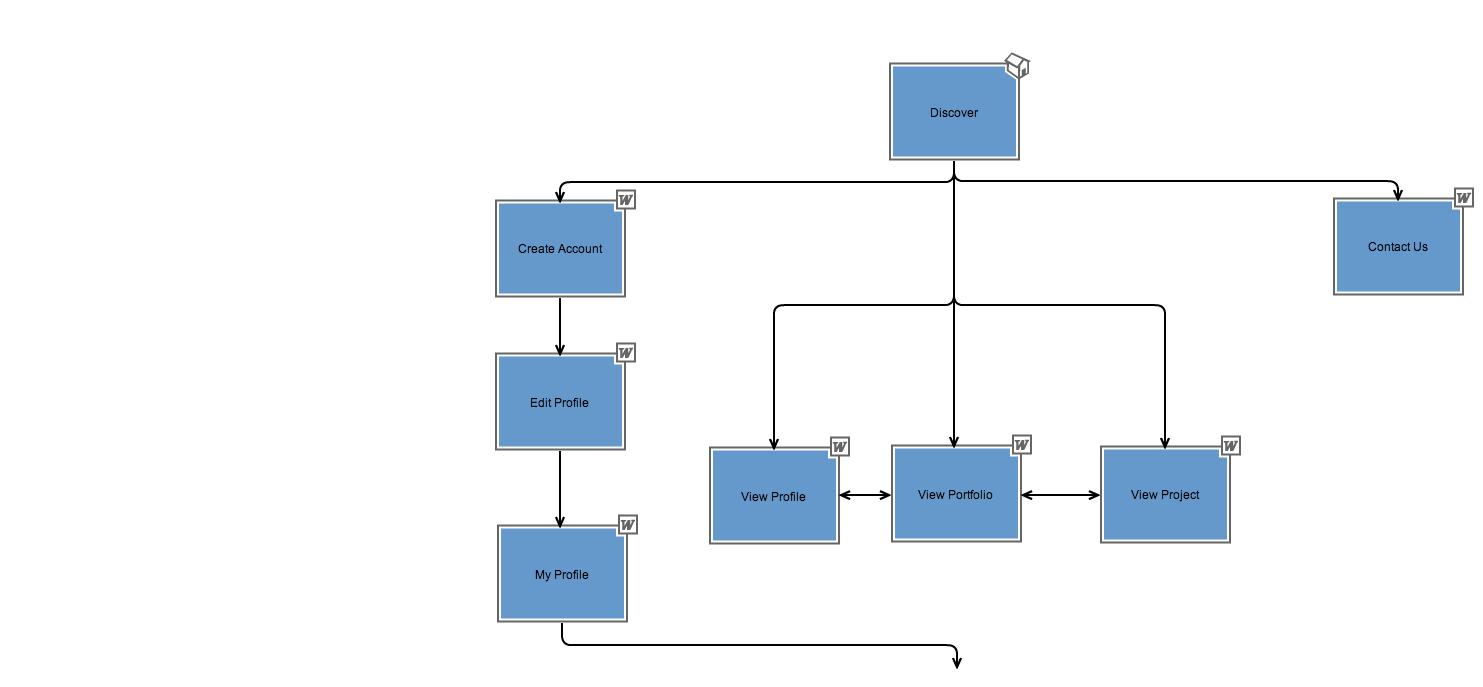 Discover
W
Create Account
W
Contact Us
W
Edit Profile
W
View Profile
W
View Portfolio
W
View Project
W
My Profile